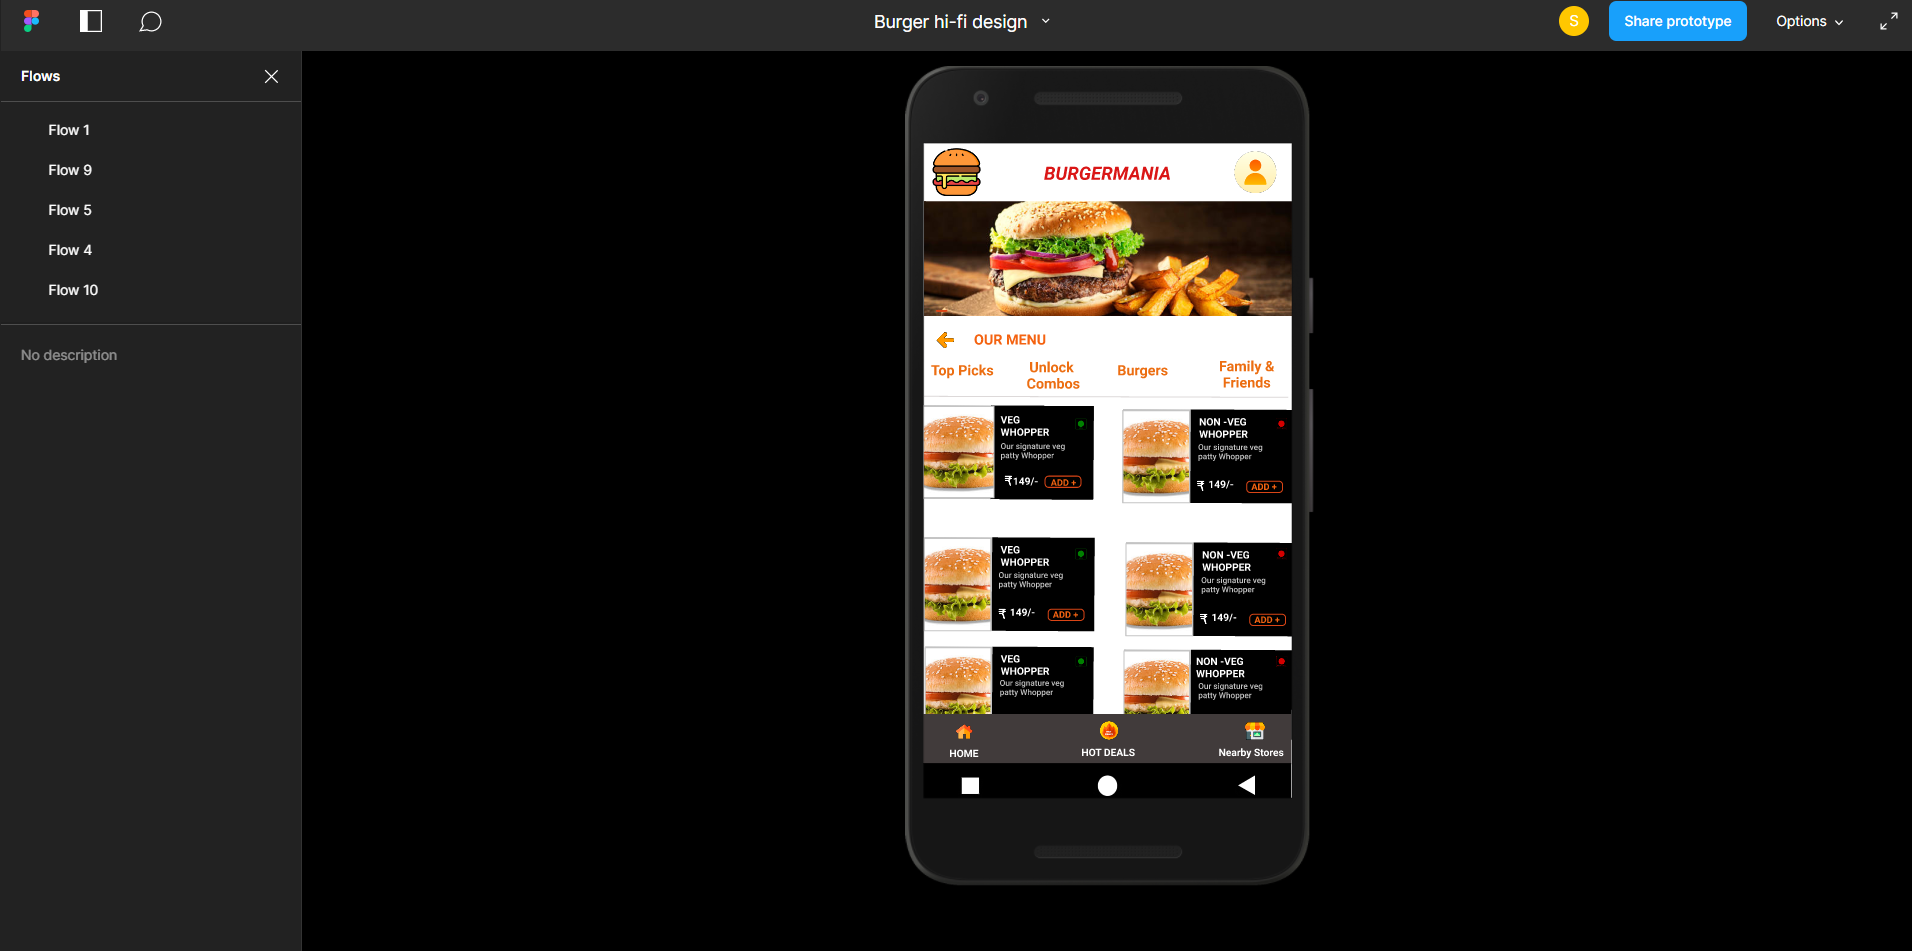 Burger hi-fi design
S
Share prototype
Options
Flows
Flow 1
Flow 9
Flow 5
Flow 4
Flow 10
No description
BURGERMANIA
OUR MENU
Top Picks
Unlock
Combos
Burgers
Family &
Friends
VEG
WHOPPER
Our signature veg
patty Whopper
₹149/-
ADD +
NON -VEG
WHOPPER
Our signature veg
patty Whopper
₹ 149/-
ADD +
VEG
WHOPPER
Our signature veg
patty Whopper
₹ 149/-
ADD +
NON -VEG
WHOPPER
Our signature veg
patty Whopper
₹ 149/-
ADD +
VEG
WHOPPER
Our signature veg
patty Whopper
NON -VEG
WHOPPER
Our signature veg
patty Whopper
HOME
HOT DEALS
Nearby Stores